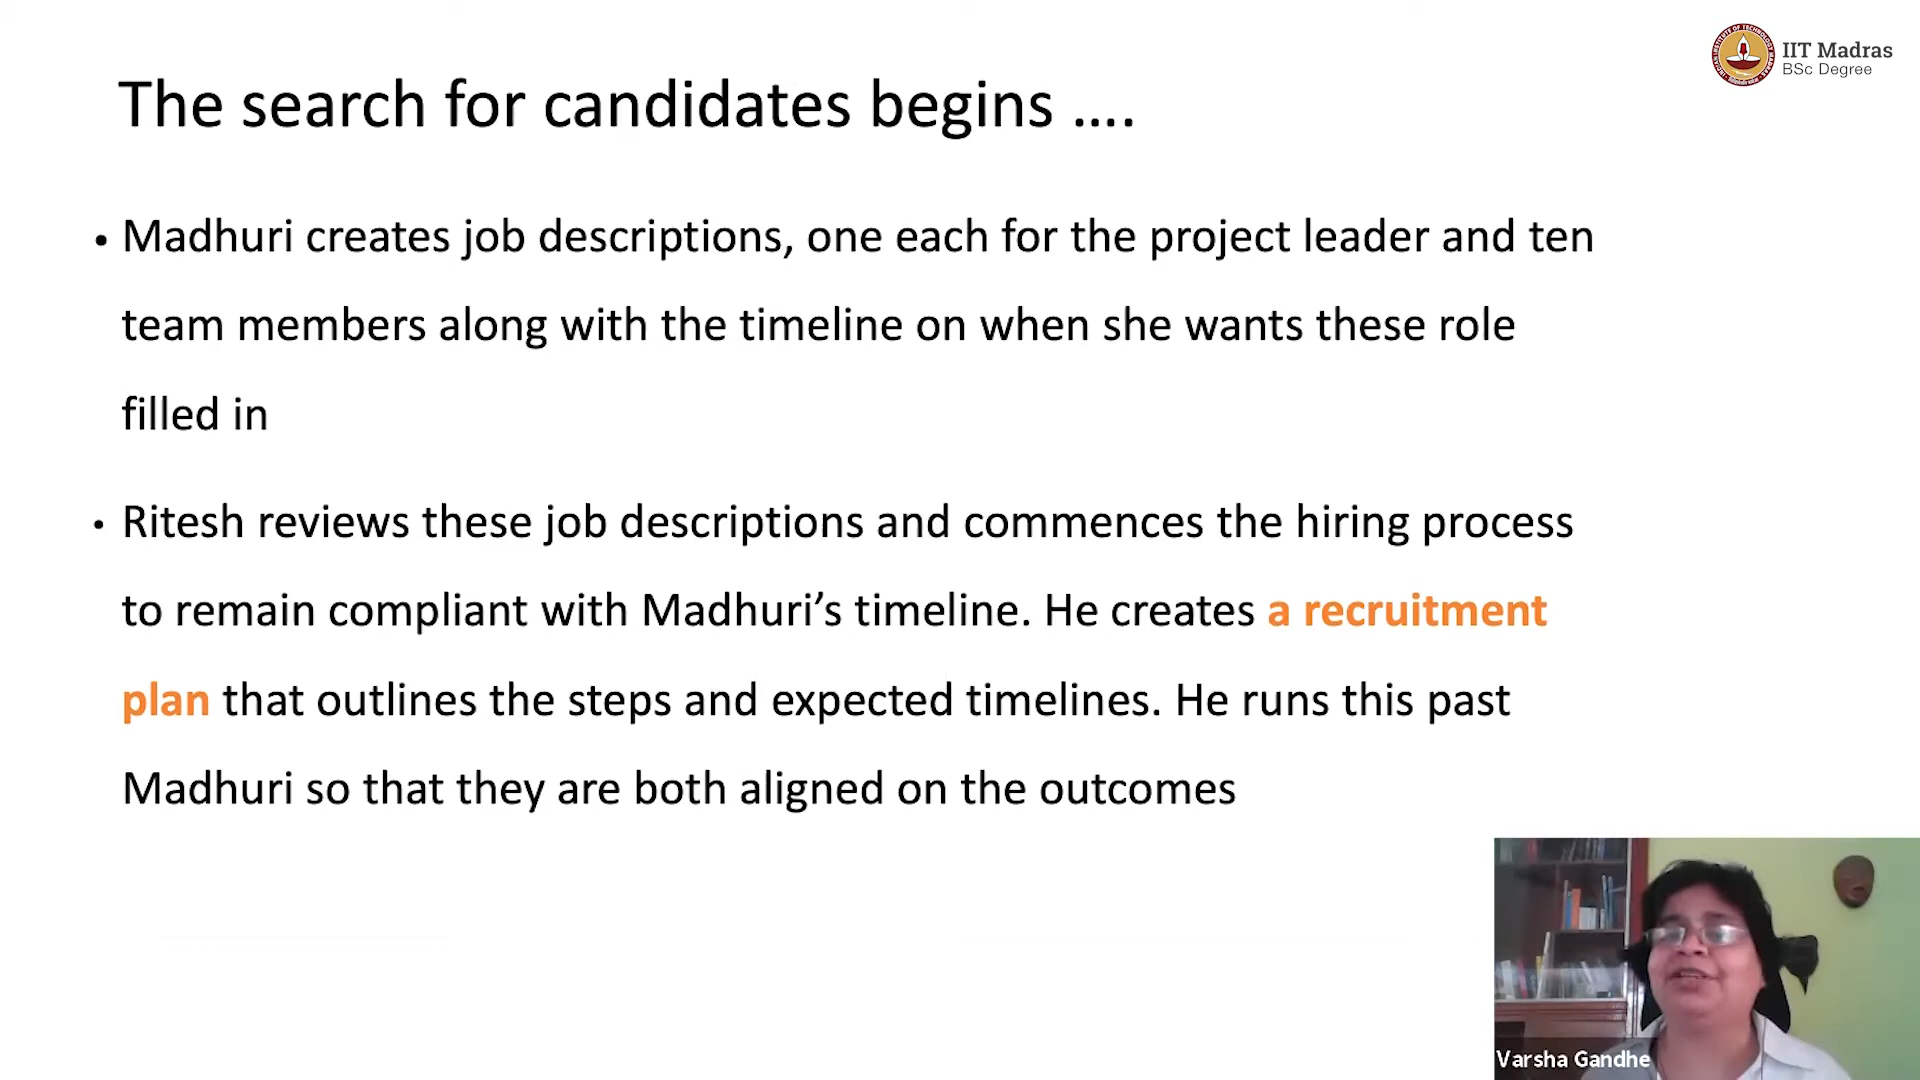 IIT Madras
BSc Degree
The search for candidates begins ....
• Madhuri creates job descriptions, one each for the project leader and ten
team members along with the timeline on when she wants these role
filled in
• Ritesh reviews these job descriptions and commences the hiring process
to remain compliant with Madhuri’s timeline. He creates a recruitment
plan that outlines the steps and expected timelines. He runs this past
Madhuri so that they are both aligned on the outcomes
Varsha Gandhe